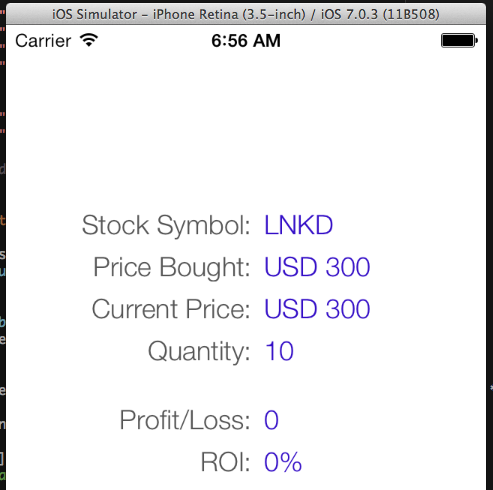 iOS Simulator - iPhone Retina (3.5-inch) / iOS 7.0.3 (11B508)
Carrier 6:56 AM
Stock Symbol: LNKD
Price Bought: USD 300
Current Price: USD 300
Quantity: 10
Profit/Loss: 0
ROI: 0%